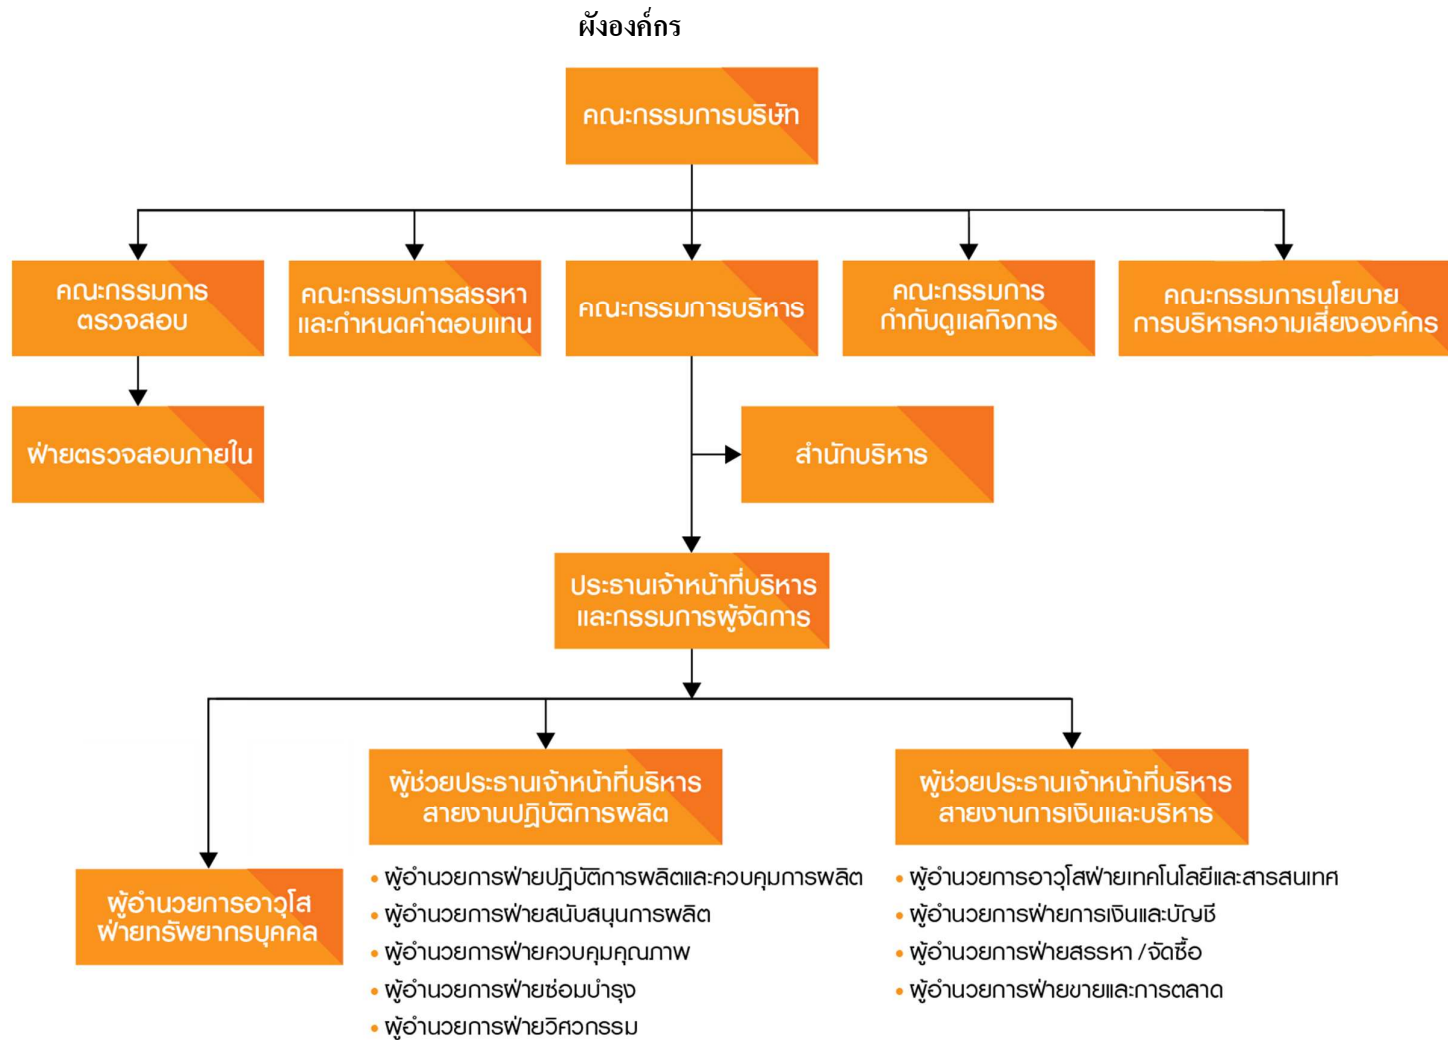 ผังองค์กร
คณะกรรมการบริษัท
คณะกรรมการ
ตรวจสอบ
คณะกรรมการสรรหา
และกำหนดค่าตอบแทน
คณะกรรมการบริหาร
คณะกรรมการ
กำกับดูแลกิจการ
คณะกรรมการนโยบาย
การบริหารความเสี่ยงองค์กร
ฝ่ายตรวจสอบภายใน
สำนักบริหาร
ประธานเจ้าหน้าที่บริหาร
และกรรมการผู้จัดการ
ผู้ช่วยประธานเจ้าหน้าที่บริหาร
สายงานปฏิบัติการผลิต
ผู้ช่วยประธานเจ้าหน้าที่บริหาร
สายงานการเงินและบริหาร
ผู้อำนวยการอาวุโส
ฝ่ายทรัพยากรบุคคล
• ผู้อำนวยการฝ่ายปฏิบัติการผลิตและควบคุมการผลิต
• ผู้อำนวยการฝ่ายสนับสนุนการผลิต
• ผู้อำนวยการฝ่ายควบคุมคุณภาพ
• ผู้อำนวยการฝ่ายซ่อมบำรุง
• ผู้อำนวยการฝ่ายวิศวกรรม
• ผู้อำนวยการอาวุโสฝ่ายเทคโนโลยีและสารสนเทศ
• ผู้อำนวยการฝ่ายการเงินและบัญชี
• ผู้อำนวยการฝ่ายสรรหา /จัดซื้อ
• ผู้อำนวยการฝ่ายขายและการตลาด